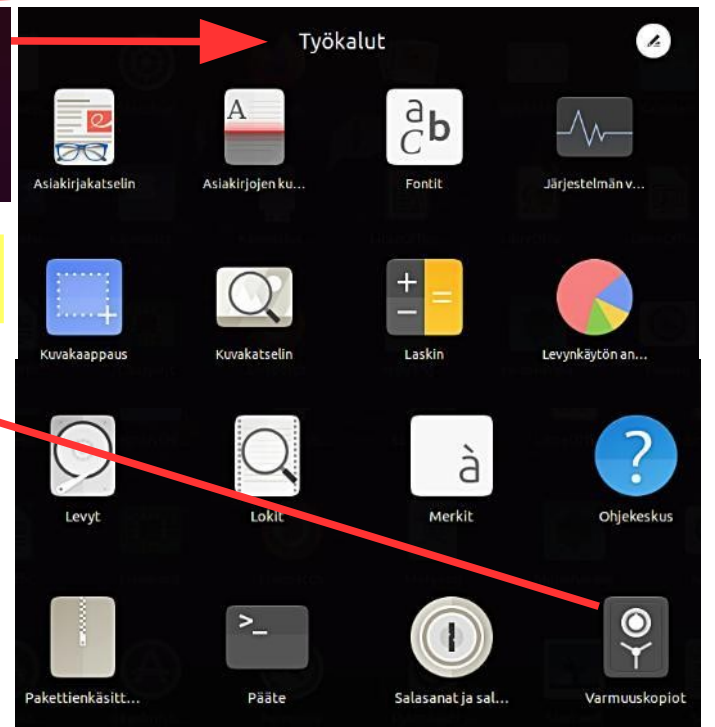 Työkalut
Asiakirjakatselin
Asiakirjojen ku...
Fontit
Järjestelmän v...
Kuvakaappaus
Kuvakatselin
Laskin
Levynkäytön an...
Levyt
Lokit
Merkit
Ohjekeskus
Pakettienkäsitt...
Pääte
Salasanat ja sal...
Varmuuskopiot